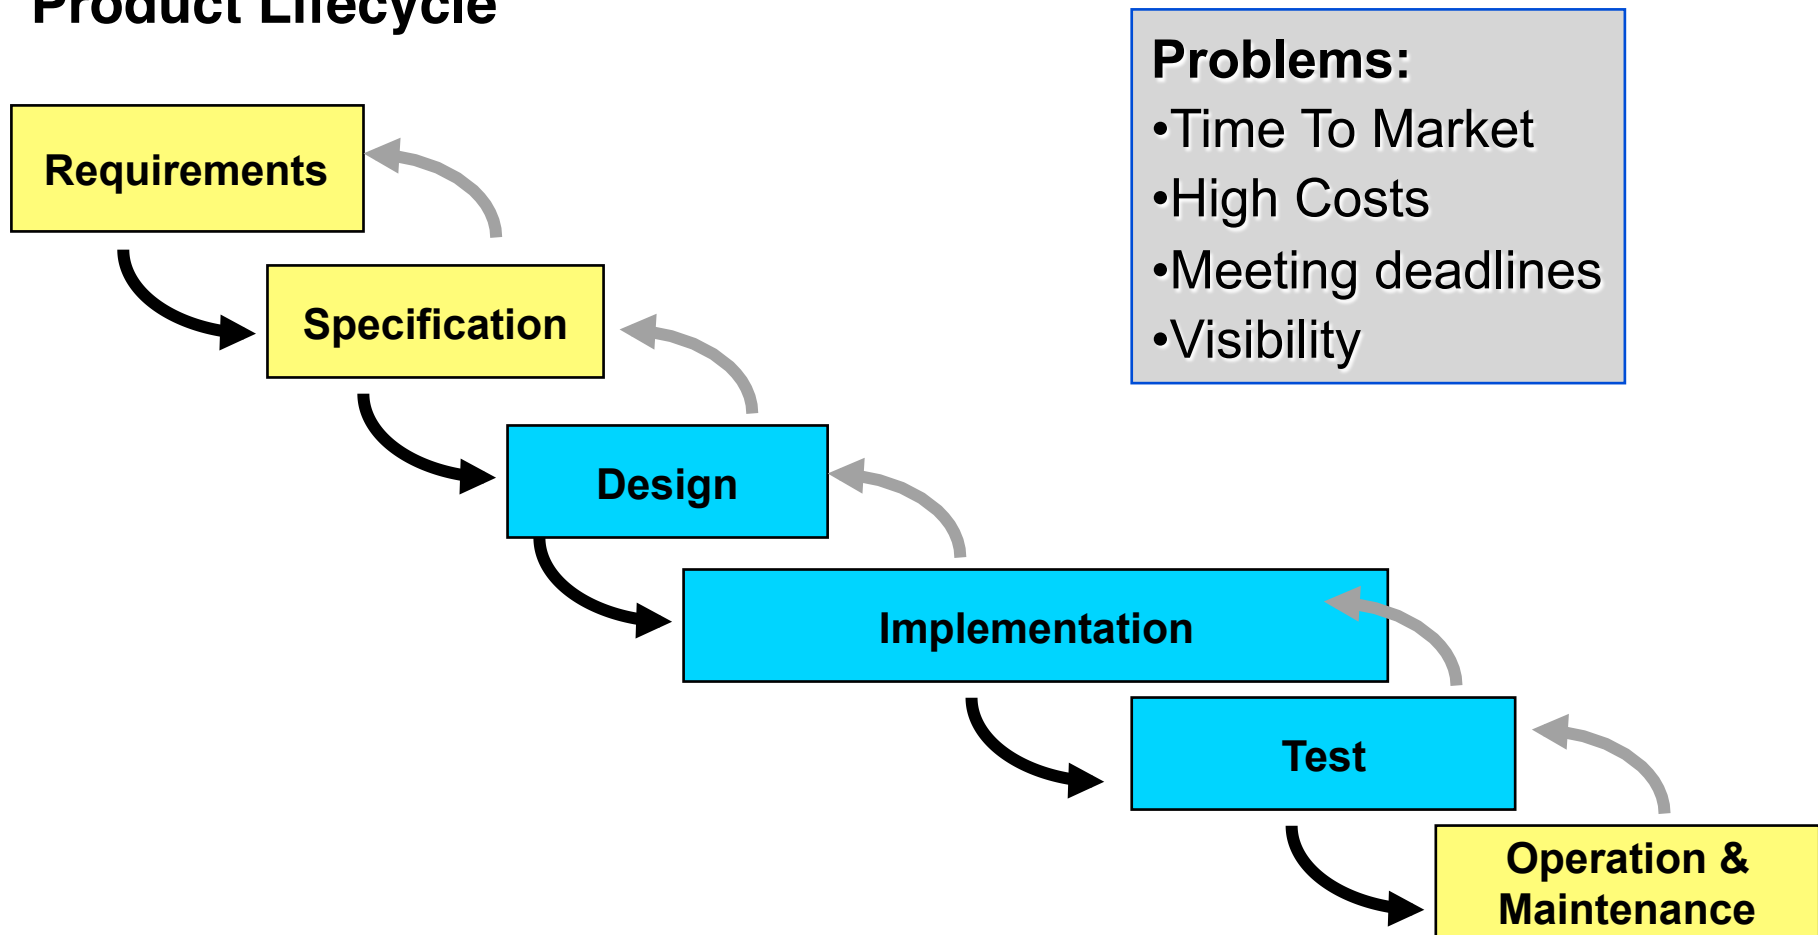 Product Lifecycle
Problems:
•Time To Market
•High Costs
•Meeting deadlines
•Visibility
Requirements
Specification
Design
Implementation
Test
Operation &
Maintenance